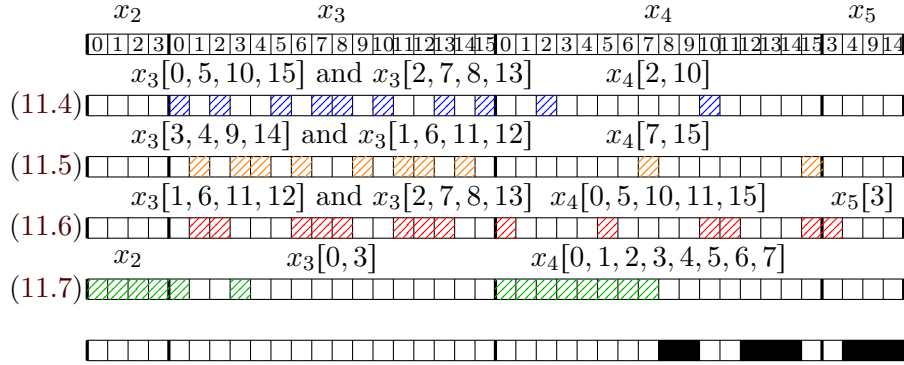 x₂ x₃ x₄ x₅
0 1 2 3 0 1 2 3 4 5 6 7 8 9 10 11 12 13 14 15 0 1 2 3 4 5 6 7 8 9 10 11 12 13 14 15 3 4 9 14
x₃[0, 5, 10, 15] and x₃[2, 7, 8, 13] x₄[2, 10]
(11.4)
x₃[3, 4, 9, 14] and x₃[1, 6, 11, 12] x₄[7, 15]
(11.5)
x₃[1, 6, 11, 12] and x₃[2, 7, 8, 13] x₄[0, 5, 10, 11, 15] x₅[3]
(11.6)
x₂ x₃[0, 3] x₄[0, 1, 2, 3, 4, 5, 6, 7]
(11.7)